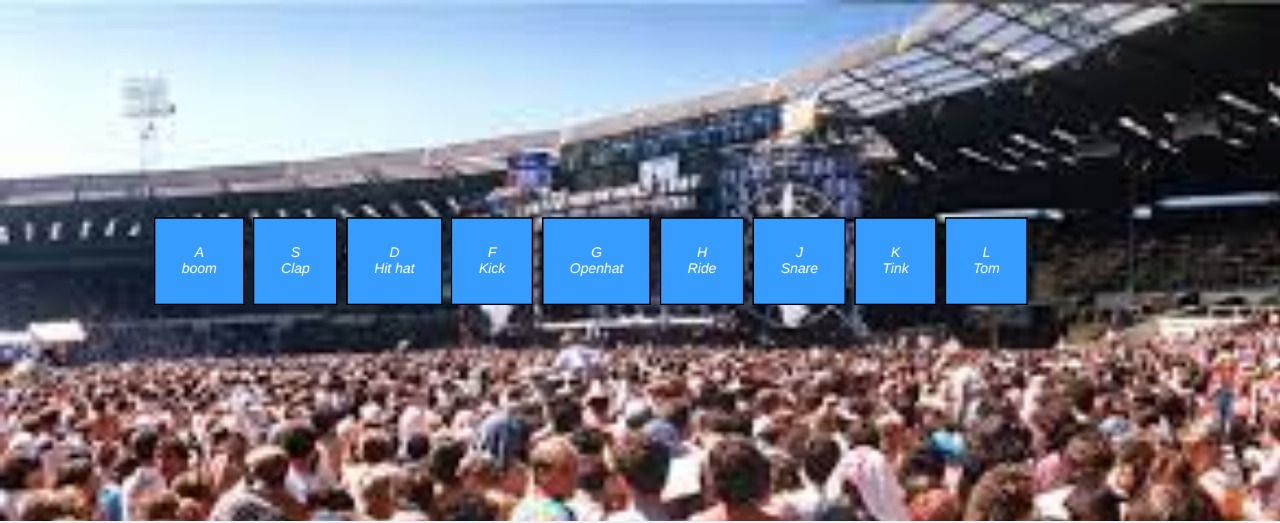 A
boom
S
Clap
D
Hit hat
F
Kick
G
Openhat
H
Ride
J
Snare
K
Tink
L
Tom